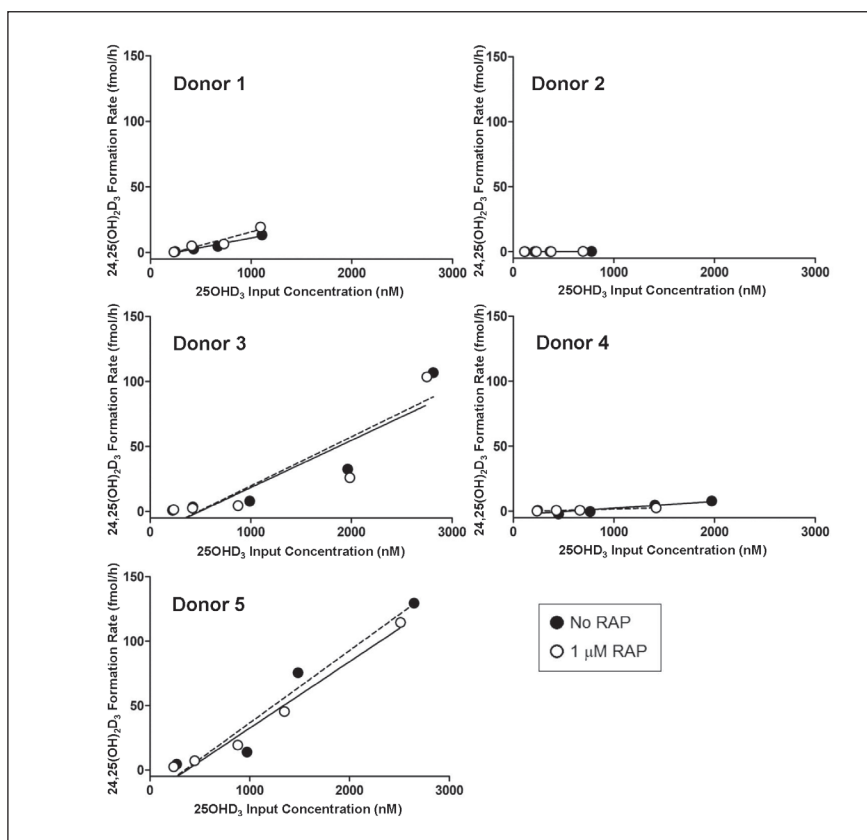 24,25(OH)₂D₃ Formation Rate (fmol/h)
150
100
50
0
Donor 1
0 1000 2000 3000
25OHD₃ Input Concentration (nM)
24,25(OH)₂D₃ Formation Rate (fmol/h)
150
100
50
0
Donor 2
0 1000 2000 3000
25OHD₃ Input Concentration (nM)
24,25(OH)₂D₃ Formation Rate (fmol/h)
150
100
50
0
Donor 3
0 1000 2000 3000
25OHD₃ Input Concentration (nM)
24,25(OH)₂D₃ Formation Rate (fmol/h)
150
100
50
0
Donor 4
0 1000 2000 3000
25OHD₃ Input Concentration (nM)
24,25(OH)₂D₃ Formation Rate (fmol/h)
150
100
50
0
Donor 5
0 1000 2000 3000
25OHD₃ Input Concentration (nM)
No RAP
1 μM RAP